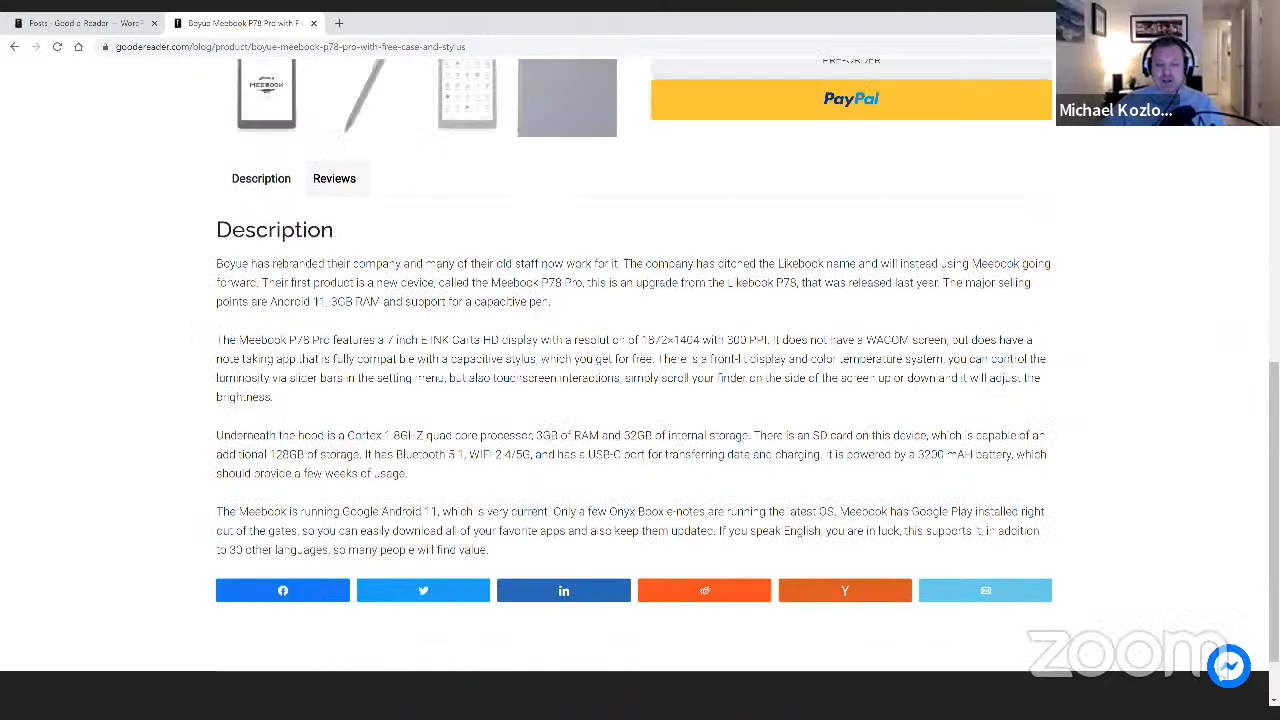 Posts ‹ Good e-Reader — WordP
Boyue Meebook P78 Pro with Fr
goodereader.com/blog/product/boyue-meebook-p78-pro-with-free-case-and-stylus
MEEBOOK
PayPal
Michael Kozlo...
Description
Reviews
Description
Boyue has rebranded their company and many of their old staff now work for it. The company has ditched the Likebook name and will instead using Meebook going
forward. Their first product is a new device, called the Meebook P78 Pro, this is an upgrade from the Likebook P78, that was released last year. The major selling
points are Android 11, 3GB RAM and support for a capacitive pen.
The Meebook P78 Pro features a 7 inch E INK Carta HD display with a resolution of 1872×1404 with 300 PPI. It does not have a WACOM screen, but does have a
note taking app that is fully compatible with a capacitive stylus, which you get for free. There is a front-lit display and color temperature system, you can control the
luminosity via slider bars in the setting menu, but also touchscreen interactions, simply scroll your finder on the side of the screen up or down and it will adjust the
brightness.
Underneath the hood is a Cortex 1.8GHZ quad core processor, 3GB of RAM and 32GB of internal storage. There is an SD card on this device, which is capable of an
additional 128GB of storage. It has Bluetooth 5.1, WIFI 2.4/5G, and has a USB-C port for transferring data and charging. It is powered by a 3200 mAH battery, which
should provide a few weeks of usage.
The Meebook is running Google Android 11, which is very current. Only a few Onyx Boox e-notes are running the latest OS. Meebook has Google Play installed right
out of the gates, so you can easily download all of your favorite apps and also keep them updated. If you speak English, you are in luck, this supports it, in addition
to 30 other languages, so many people will find value.
zoom